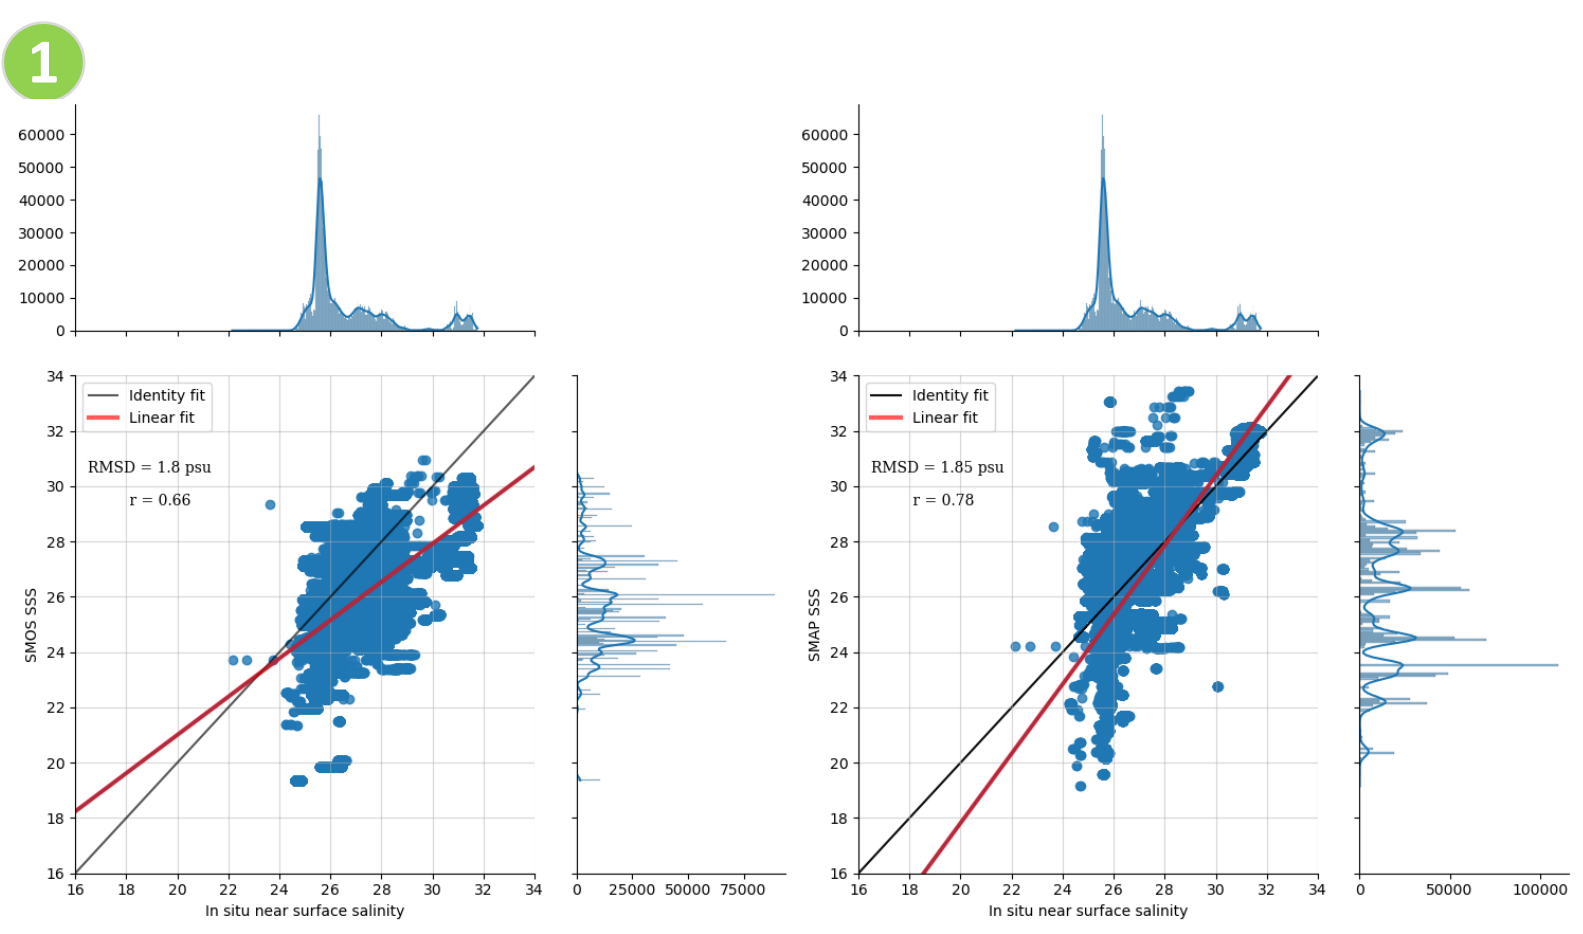 1
60000
50000
40000
30000
20000
10000
0
60000
50000
40000
30000
20000
10000
0
34
32
30
28
26
24
22
20
18
16
SMOS SSS
Identity fit
Linear fit
RMSD = 1.8 psu
r = 0.66
16 18 20 22 24 26 28 30 32 34
In situ near surface salinity
0 25000 50000 75000
34
32
30
28
26
24
22
20
18
16
SMAP SSS
Identity fit
Linear fit
RMSD = 1.85 psu
r = 0.78
16 18 20 22 24 26 28 30 32 34
In situ near surface salinity
0 50000 100000